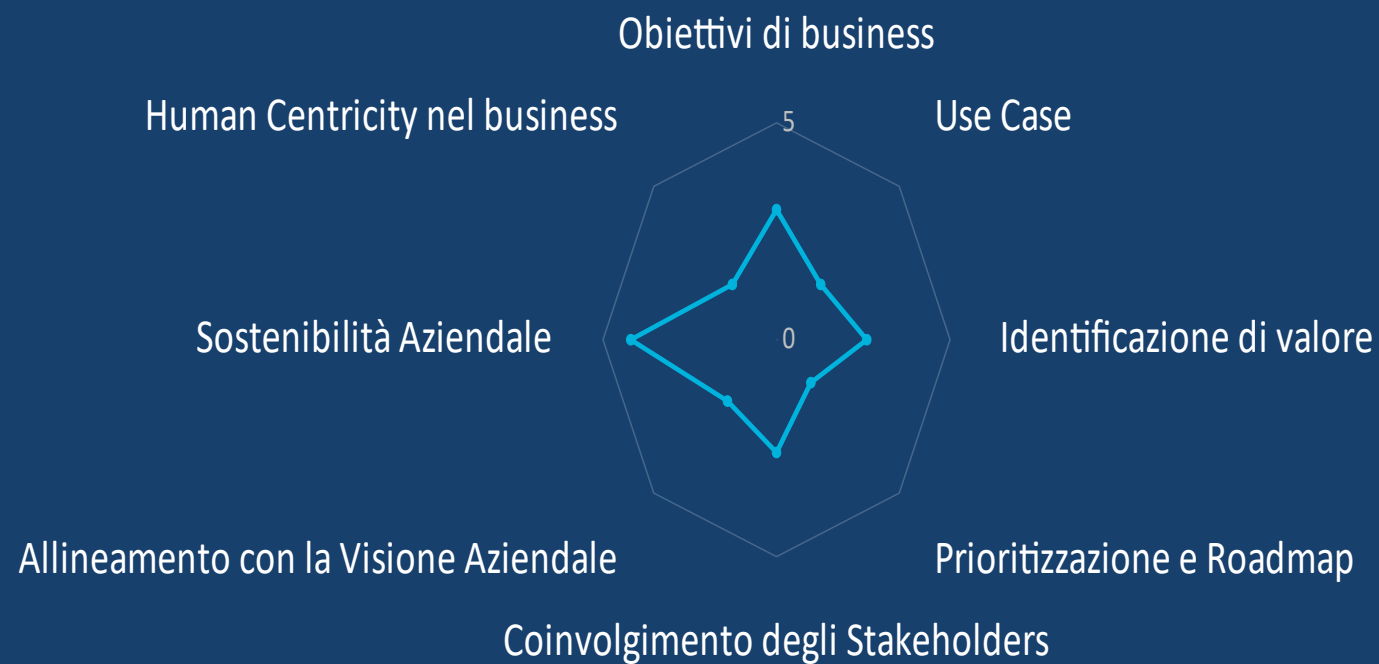 Obiettivi di business
Human Centricity nel business
5
Use Case
Sostenibilità Aziendale
0
Identificazione di valore
Allineamento con la Visione Aziendale
Prioritizzazione e Roadmap
Coinvolgimento degli Stakeholders